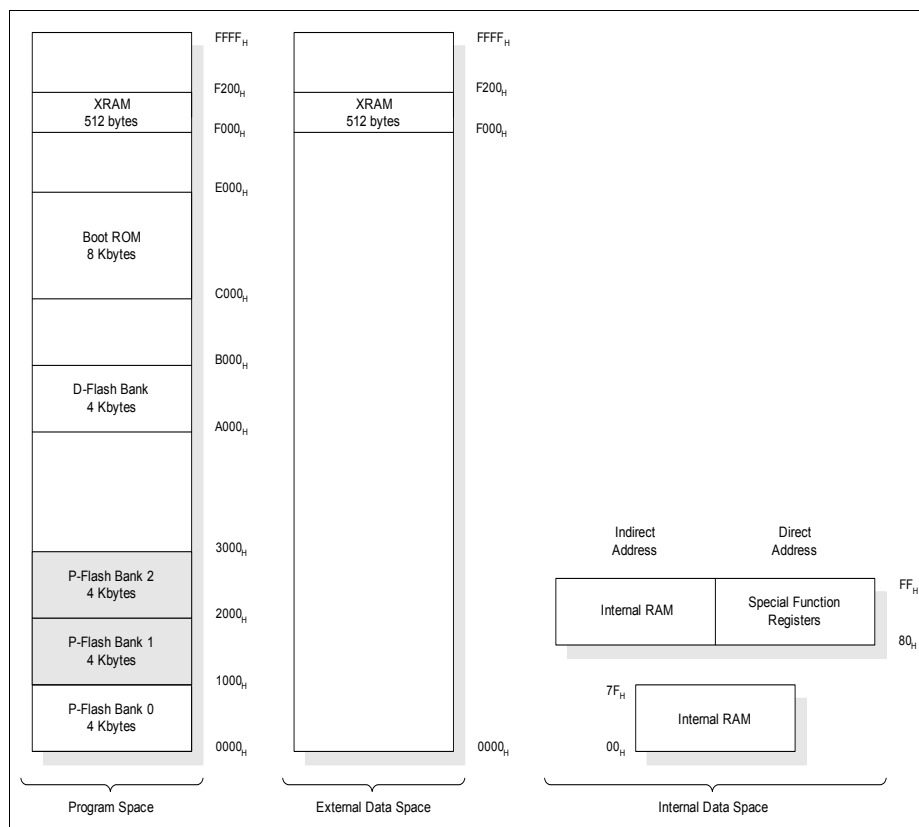 FFFFH
F200H
XRAM
512 bytes
F000H
E000H
Boot ROM
8 Kbytes
C000H
B000H
D-Flash Bank
4 Kbytes
A000H
3000H
P-Flash Bank 2
4 Kbytes
2000H
P-Flash Bank 1
4 Kbytes
1000H
P-Flash Bank 0
4 Kbytes
0000H
Program Space
FFFFH
F200H
XRAM
512 bytes
F000H
0000H
External Data Space
Indirect
Address
Direct
Address
FFH
Internal RAM
Special Function
Registers
80H
7FH
Internal RAM
00H
Internal Data Space